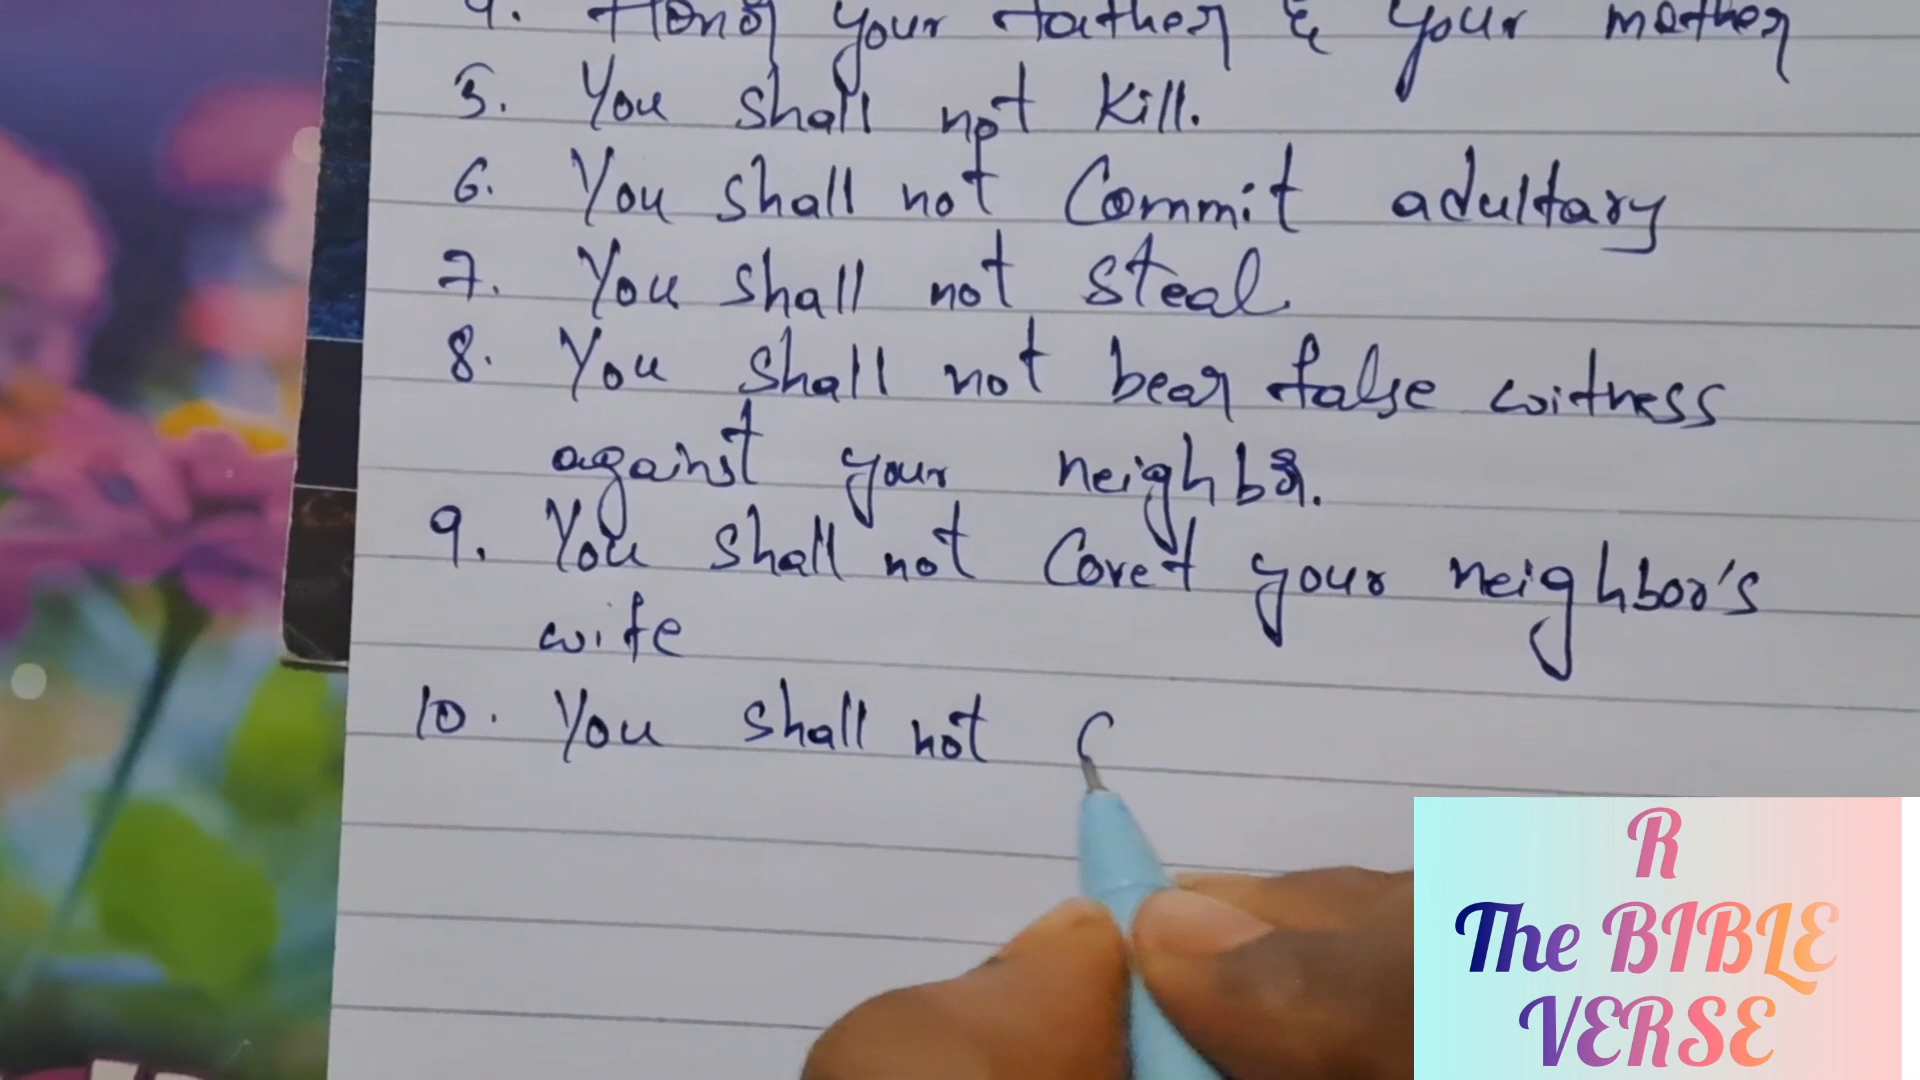 4. Honor your father & your mother
5. You shall not kill.
6. You shall not Commit adultary
7. You shall not steal
8. You shall not bear false witness
against your neighbor.
9. You shall not Covet your neighbor's
wife
10. You shall not C
R
The BIBLE
VERSE